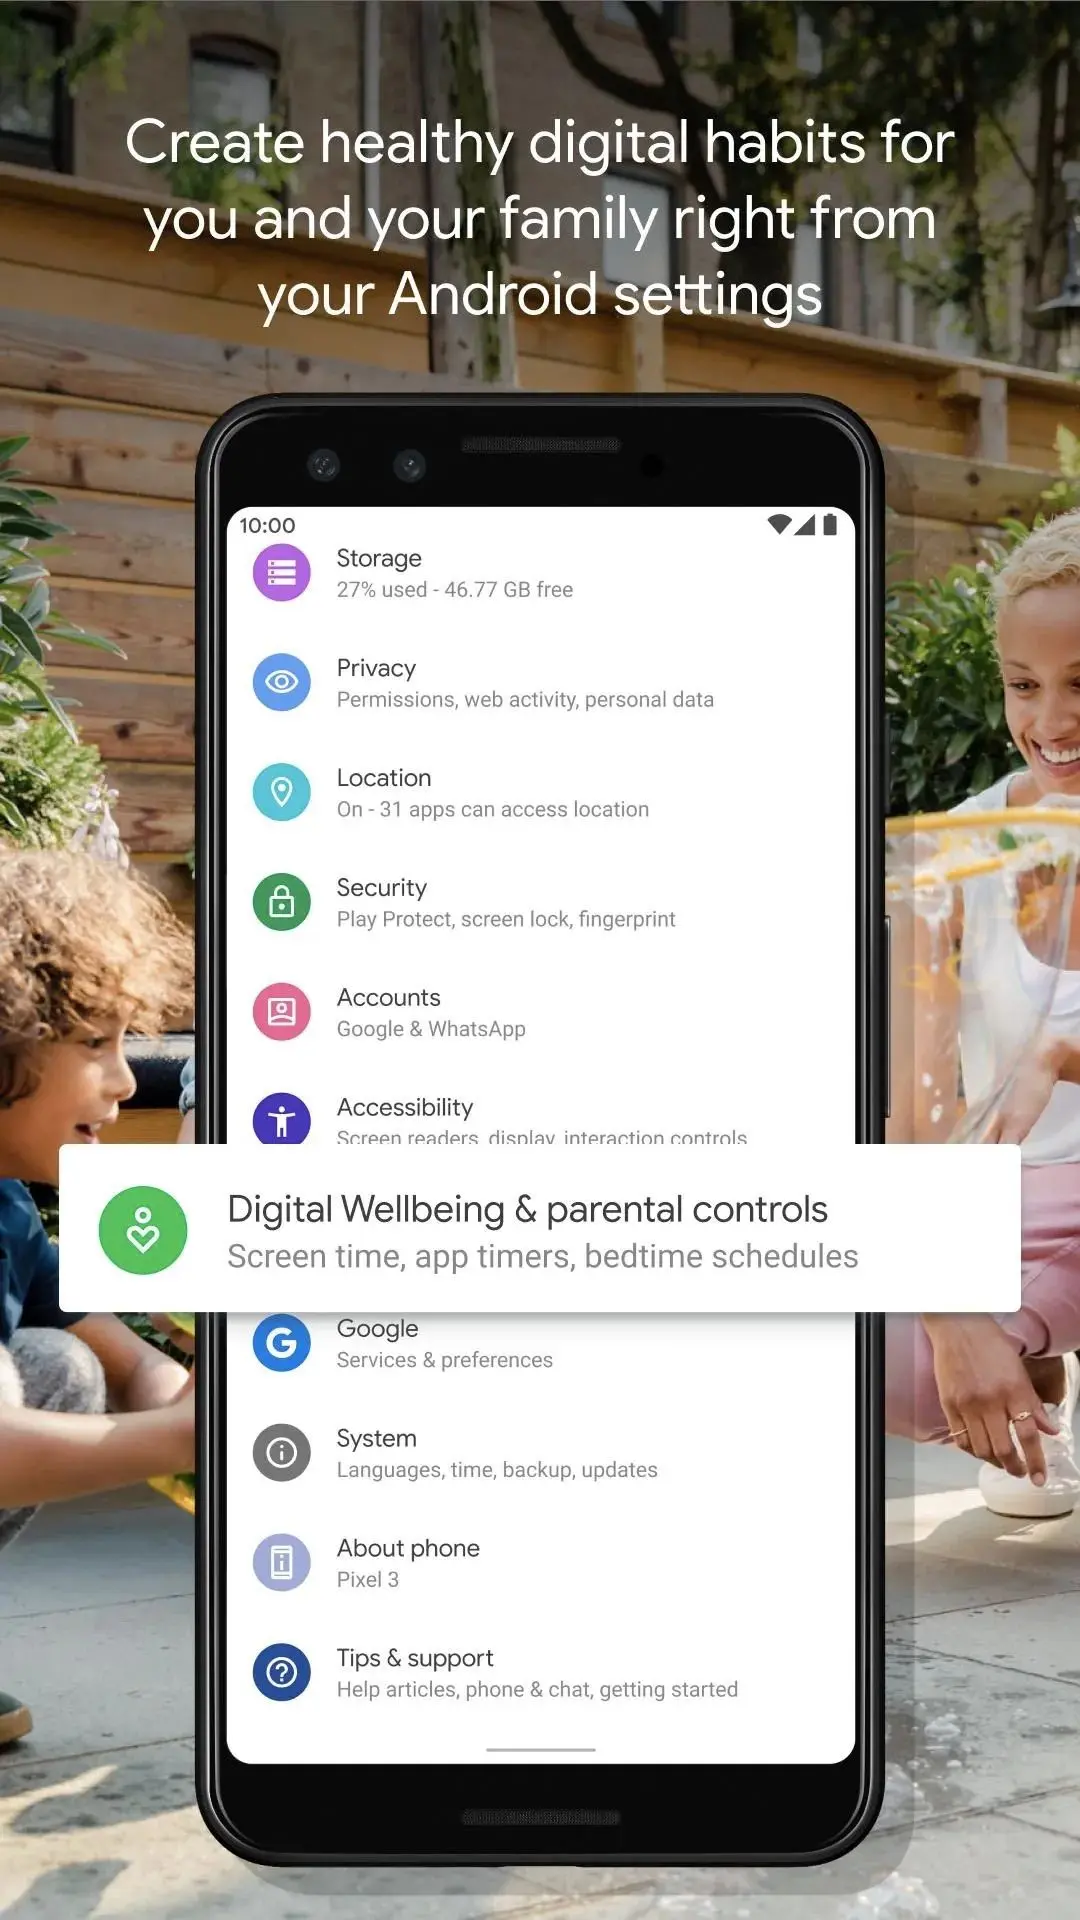 Create healthy digital habits for
you and your family right from
your Android settings
10:00
Storage
27% used - 46.77 GB free
Privacy
Permissions, web activity, personal data
Location
On - 31 apps can access location
Security
Play Protect, screen lock, fingerprint
Accounts
Google & WhatsApp
Accessibility
Screen readers, display, interaction controls
Digital Wellbeing & parental controls
Screen time, app timers, bedtime schedules
Google
Services & preferences
System
Languages, time, backup, updates
About phone
Pixel 3
Tips & support
Help articles, phone & chat, getting started